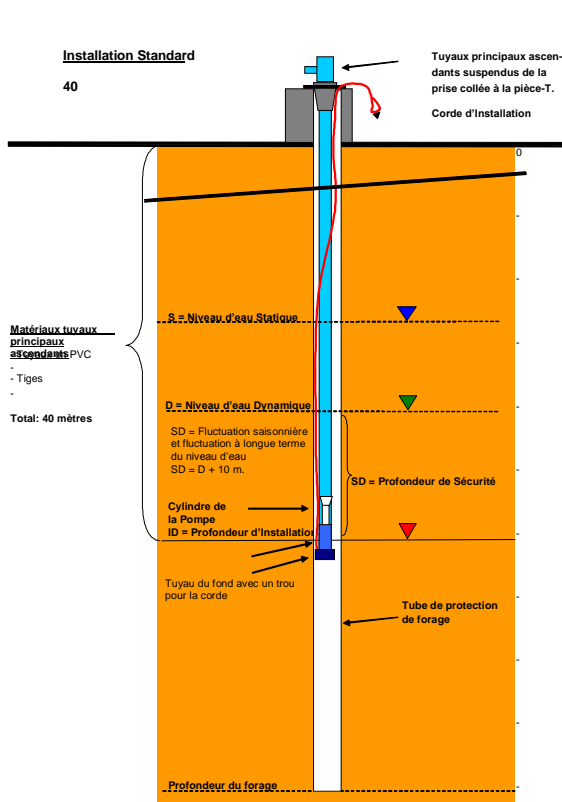 Installation Standard
40
Tuyaux principaux ascen-
dants suspendus de la
prise collée à la pièce-T.
Corde d'Installation
0
S = Niveau d'eau Statique
Matériaux tuyaux
principaux
ascendants
- Tuyaux en PVC
-
- Tiges
-
Total: 40 mètres
D = Niveau d'eau Dynamique
SD = Fluctuation saisonnière
et fluctuation à longue terme
du niveau d'eau
SD = D + 10 m.
SD = Profondeur de Sécurité
Cylindre de
la Pompe
ID = Profondeur d'Installation
Tuyau du fond avec un trou
pour la corde
Tube de protection
de forage
Profondeur du forage